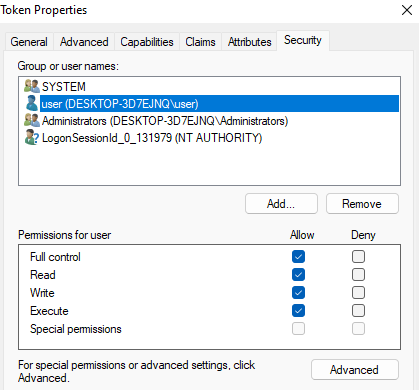 Token Properties
General Advanced Capabilities Claims Attributes Security
Group or user names:
SYSTEM
user (DESKTOP-3D7EJNQ\user)
Administrators (DESKTOP-3D7EJNQ\Administrators)
LogonSessionId_0_131979 (NT AUTHORITY)
Add... Remove
Permissions for user Allow Deny
Full control
Read
Write
Execute
Special permissions
For special permissions or advanced settings, click Advanced
Advanced.